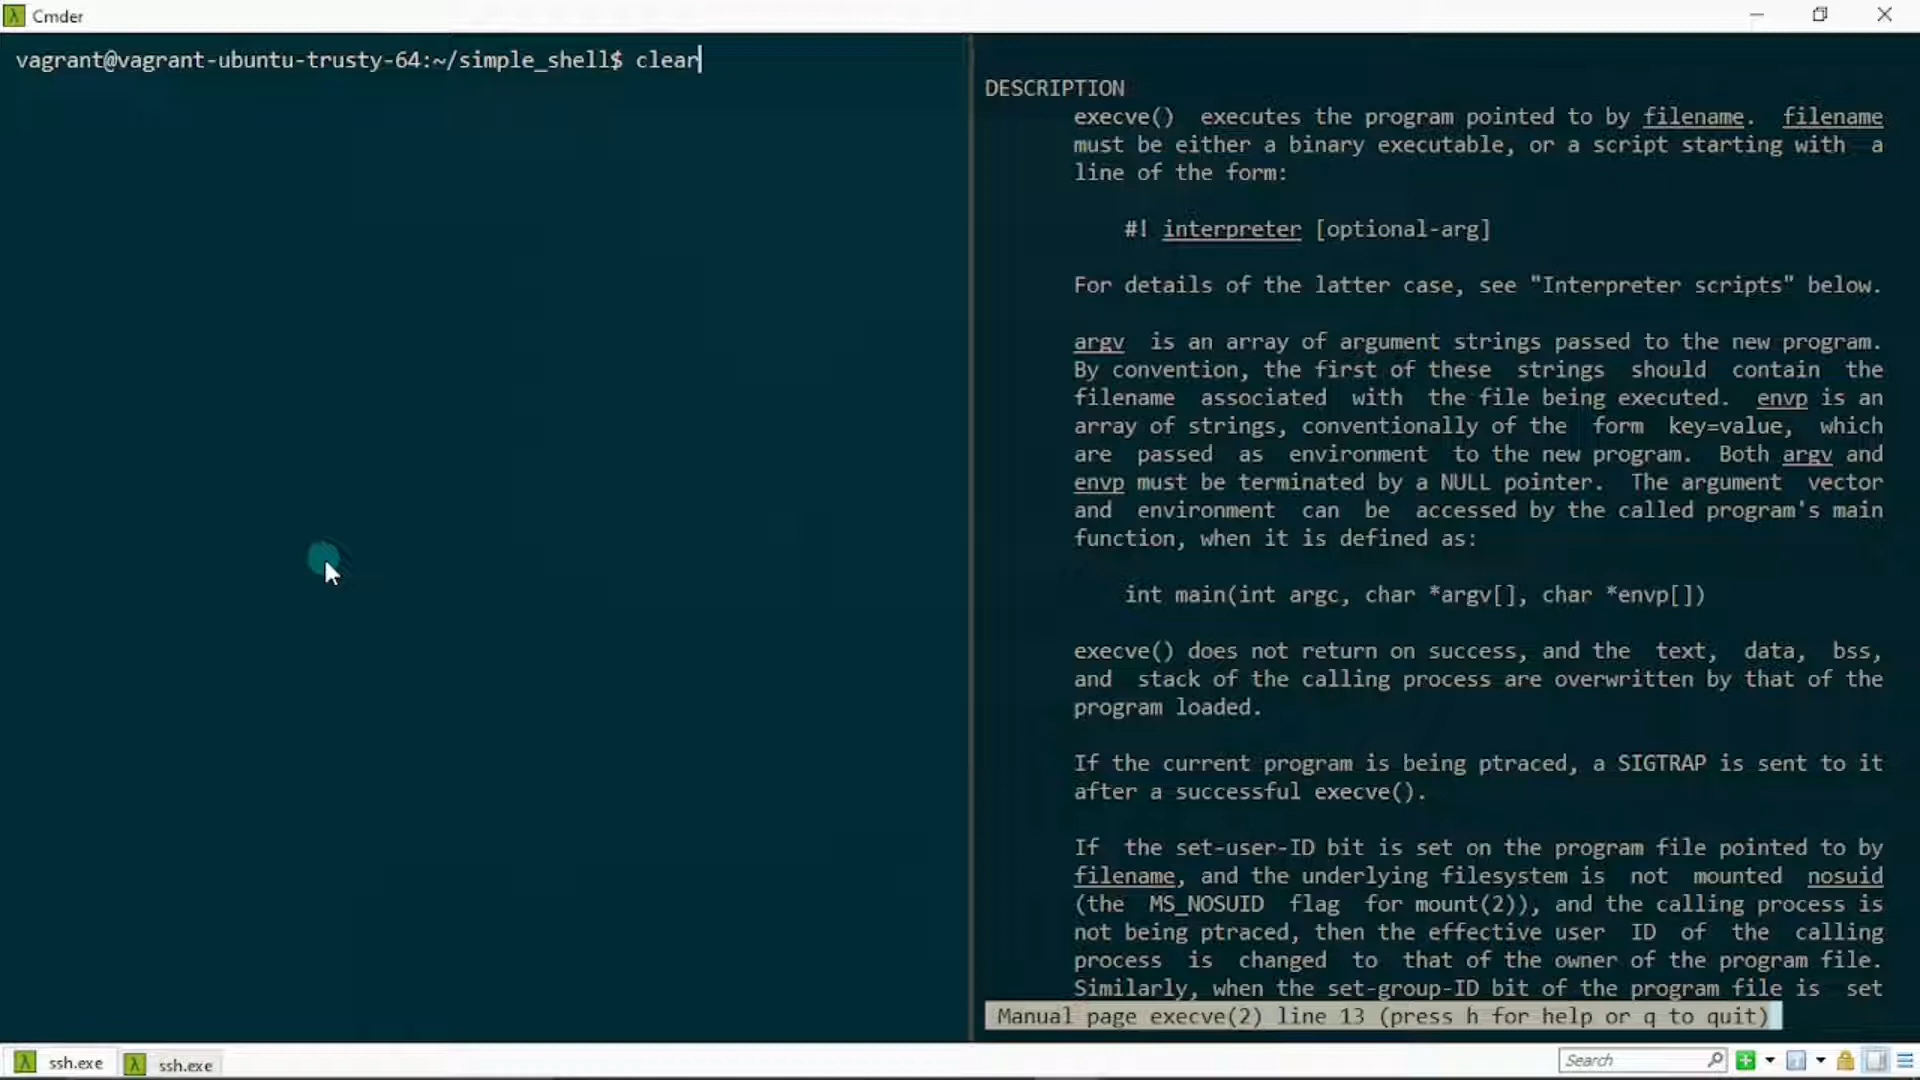 Cmder
vagrant@vagrant-ubuntu-trusty-64:~/simple_shell$ clear
DESCRIPTION
execve() executes the program pointed to by filename. filename
must be either a binary executable, or a script starting with a
line of the form:
#! interpreter [optional-arg]
For details of the latter case, see "Interpreter scripts" below.
argv is an array of argument strings passed to the new program.
By convention, the first of these strings should contain the
filename associated with the file being executed. envp is an
array of strings, conventionally of the form key=value, which
are passed as environment to the new program. Both argv and
envp must be terminated by a NULL pointer. The argument vector
and environment can be accessed by the called program's main
function, when it is defined as:
int main(int argc, char *argv[], char *envp[])
execve() does not return on success, and the text, data, bss,
and stack of the calling process are overwritten by that of the
program loaded.
If the current program is being ptraced, a SIGTRAP is sent to it
after a successful execve().
If the set-user-ID bit is set on the program file pointed to by
filename, and the underlying filesystem is not mounted nosuid
(the MS_NOSUID flag for mount(2)), and the calling process is
not being ptraced, then the effective user ID of the calling
process is changed to that of the owner of the program file.
Similarly, when the set-group-ID bit of the program file is set
Manual page execve(2) line 13 (press h for help or q to quit)
ssh.exe
ssh.exe
Search